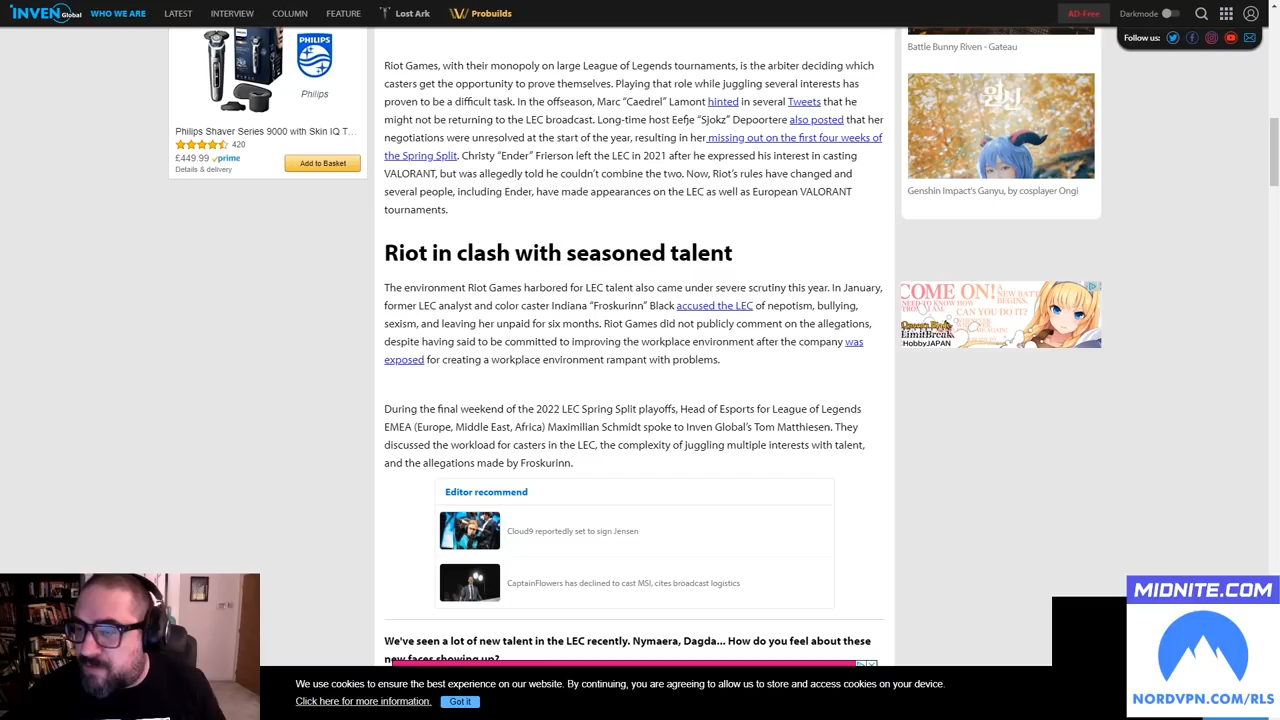 INVEN Global
WHO WE ARE
LATEST
INTERVIEW
COLUMN
FEATURE
Lost Ark
Probuilds
AD-Free
Darkmode
Follow us:
PHILIPS
Philips
Philips Shaver Series 9000 with Skin IQ T...
420
£449.99 prime
Add to Basket
Details & delivery
Riot Games, with their monopoly on large League of Legends tournaments, is the arbiter deciding which
casters get the opportunity to prove themselves. Playing that role while juggling several interests has
proven to be a difficult task. In the offseason, Marc “Caedrel” Lamont hinted in several Tweets that he
might not be returning to the LEC broadcast. Long-time host Eefje “Sjokz” Depoortere also posted that her
negotiations were unresolved at the start of the year, resulting in her missing out on the first four weeks of
the Spring Split. Christy “Ender” Frierson left the LEC in 2021 after he expressed his interest in casting
VALORANT, but was allegedly told he couldn’t combine the two. Now, Riot’s rules have changed and
several people, including Ender, have made appearances on the LEC as well as European VALORANT
tournaments.
Riot in clash with seasoned talent
The environment Riot Games harbored for LEC talent also came under severe scrutiny this year. In January,
former LEC analyst and color caster Indiana “Froskurinn” Black accused the LEC of nepotism, bullying,
sexism, and leaving her unpaid for six months. Riot Games did not publicly comment on the allegations,
despite having said to be committed to improving the workplace environment after the company was
exposed for creating a workplace environment rampant with problems.
During the final weekend of the 2022 LEC Spring Split playoffs, Head of Esports for League of Legends
EMEA (Europe, Middle East, Africa) Maximilian Schmidt spoke to Inven Global’s Tom Matthiesen. They
discussed the workload for casters in the LEC, the complexity of juggling multiple interests with talent,
and the allegations made by Froskurinn.
Editor recommend
Cloud9 reportedly set to sign Jensen
CaptainFlowers has declined to cast MSI, cites broadcast logistics
We've seen a lot of new talent in the LEC recently. Nymaera, Dagda... How do you feel about these
new faces showing up?
Battle Bunny Riven - Gateau
원신
Genshin Impact's Ganyu, by cosplayer Ongi
COME ON!
A NEW BATTLE
BEGINS.
CAN YOU DO IT?
Queen's Blade
LimitBreak
HobbyJAPAN
We use cookies to ensure the best experience on our website. By continuing, you are agreeing to allow us to store and access cookies on your device.
Click here for more information.
Got it
MIDNITE.COM
NORDVPN.COM/RLS